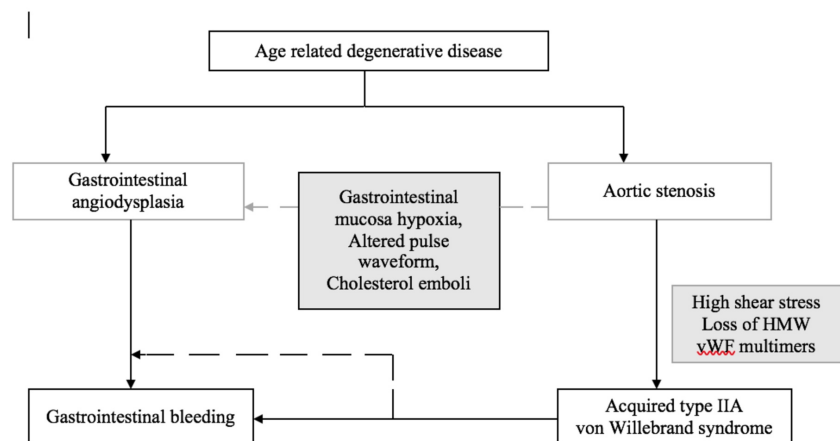 Age related degenerative disease
Gastrointestinal
angiodysplasia
Gastrointestinal
mucosa hypoxia,
Altered pulse
waveform,
Cholesterol emboli
Aortic stenosis
High shear stress
Loss of HMW
vWF multimers
Gastrointestinal bleeding
Acquired type IIA
von Willebrand syndrome